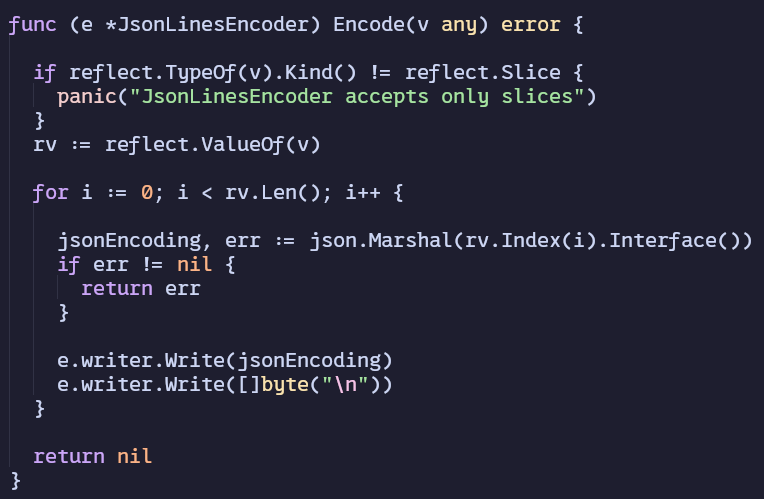 func (e *JsonLinesEncoder) Encode(v any) error {

  if reflect.TypeOf(v).Kind() != reflect.Slice {
    panic("JsonLinesEncoder accepts only slices")
  }
  rv := reflect.ValueOf(v)

  for i := 0; i < rv.Len(); i++ {

    jsonEncoding, err := json.Marshal(rv.Index(i).Interface())
    if err != nil {
      return err
    }

    e.writer.Write(jsonEncoding)
    e.writer.Write([]byte("\n"))
  }

  return nil
}